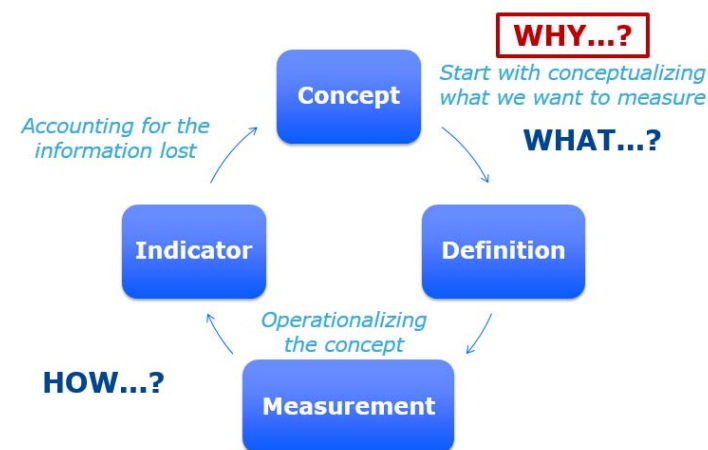 WHY...?
Concept
Start with conceptualizing
what we want to measure
Accounting for the
information lost
WHAT...?
Indicator
Definition
Operationalizing
the concept
HOW...?
Measurement